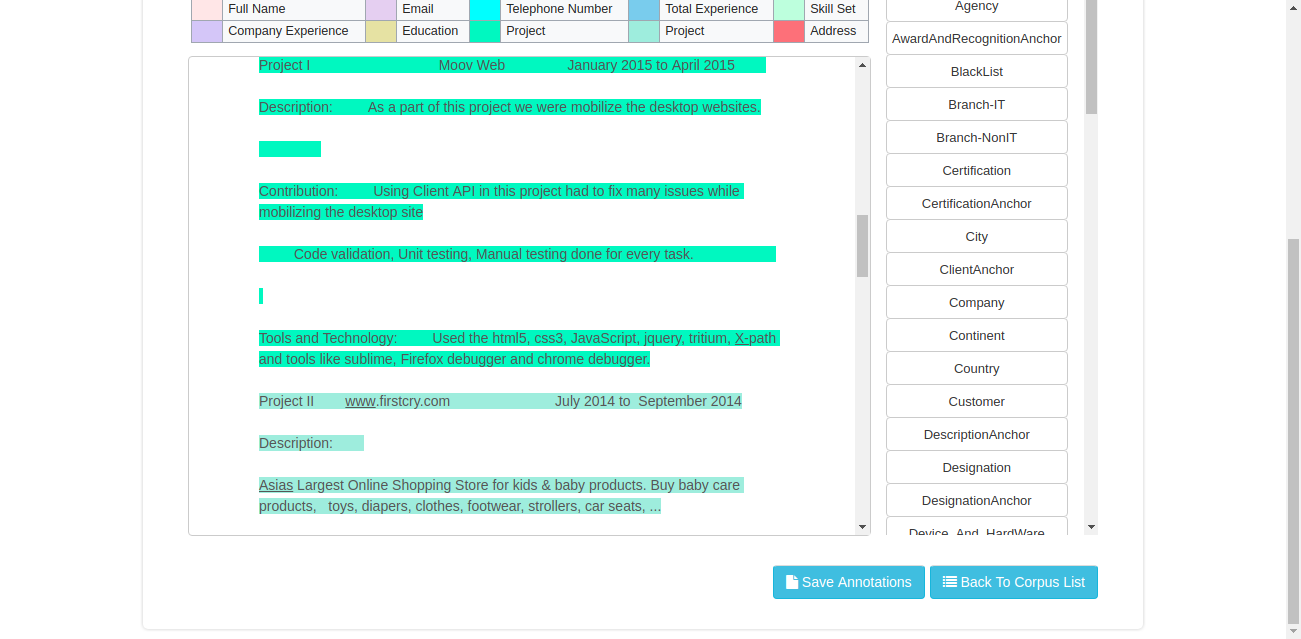 Full Name Email Telephone Number Total Experience Skill Set
Company Experience Education Project Project Address
Project I Moov Web January 2015 to April 2015
Description: As a part of this project we were mobilize the desktop websites.
Contribution: Using Client API in this project had to fix many issues while
mobilizing the desktop site
Code validation, Unit testing, Manual testing done for every task.
Tools and Technology: Used the html5, css3, JavaScript, jquery, tritium, X-path
and tools like sublime, Firefox debugger and chrome debugger.
Project II www.firstcry.com July 2014 to September 2014
Description:
Asias Largest Online Shopping Store for kids & baby products. Buy baby care
products, toys, diapers, clothes, footwear, strollers, car seats, ...
Agency
AwardAndRecognitionAnchor
BlackList
Branch-IT
Branch-NonIT
Certification
CertificationAnchor
City
ClientAnchor
Company
Continent
Country
Customer
DescriptionAnchor
Designation
DesignationAnchor
Device_And_HardWare
Save Annotations Back To Corpus List